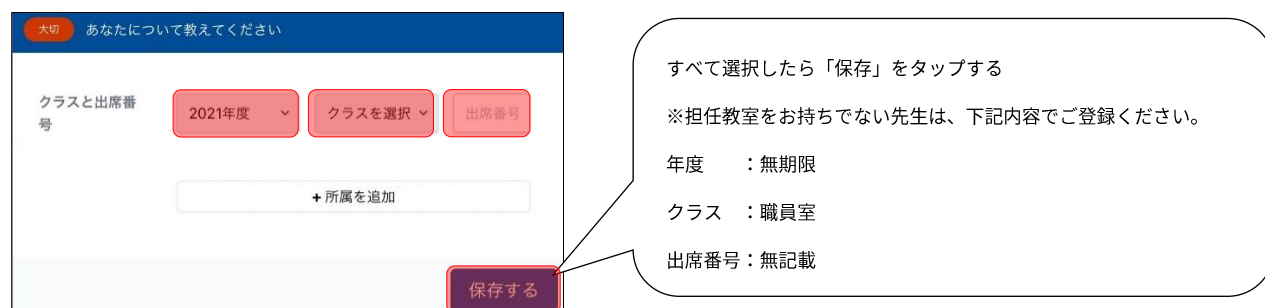 大切 あなたについて教えてください
クラスと出席番
号
2021年度 クラスを選択 出席番号
+ 所属を追加
保存する
すべて選択したら「保存」をタップする
※担任教室をお持ちでない先生は、下記内容でご登録ください。
年度　　：無期限
クラス　：職員室
出席番号：無記載